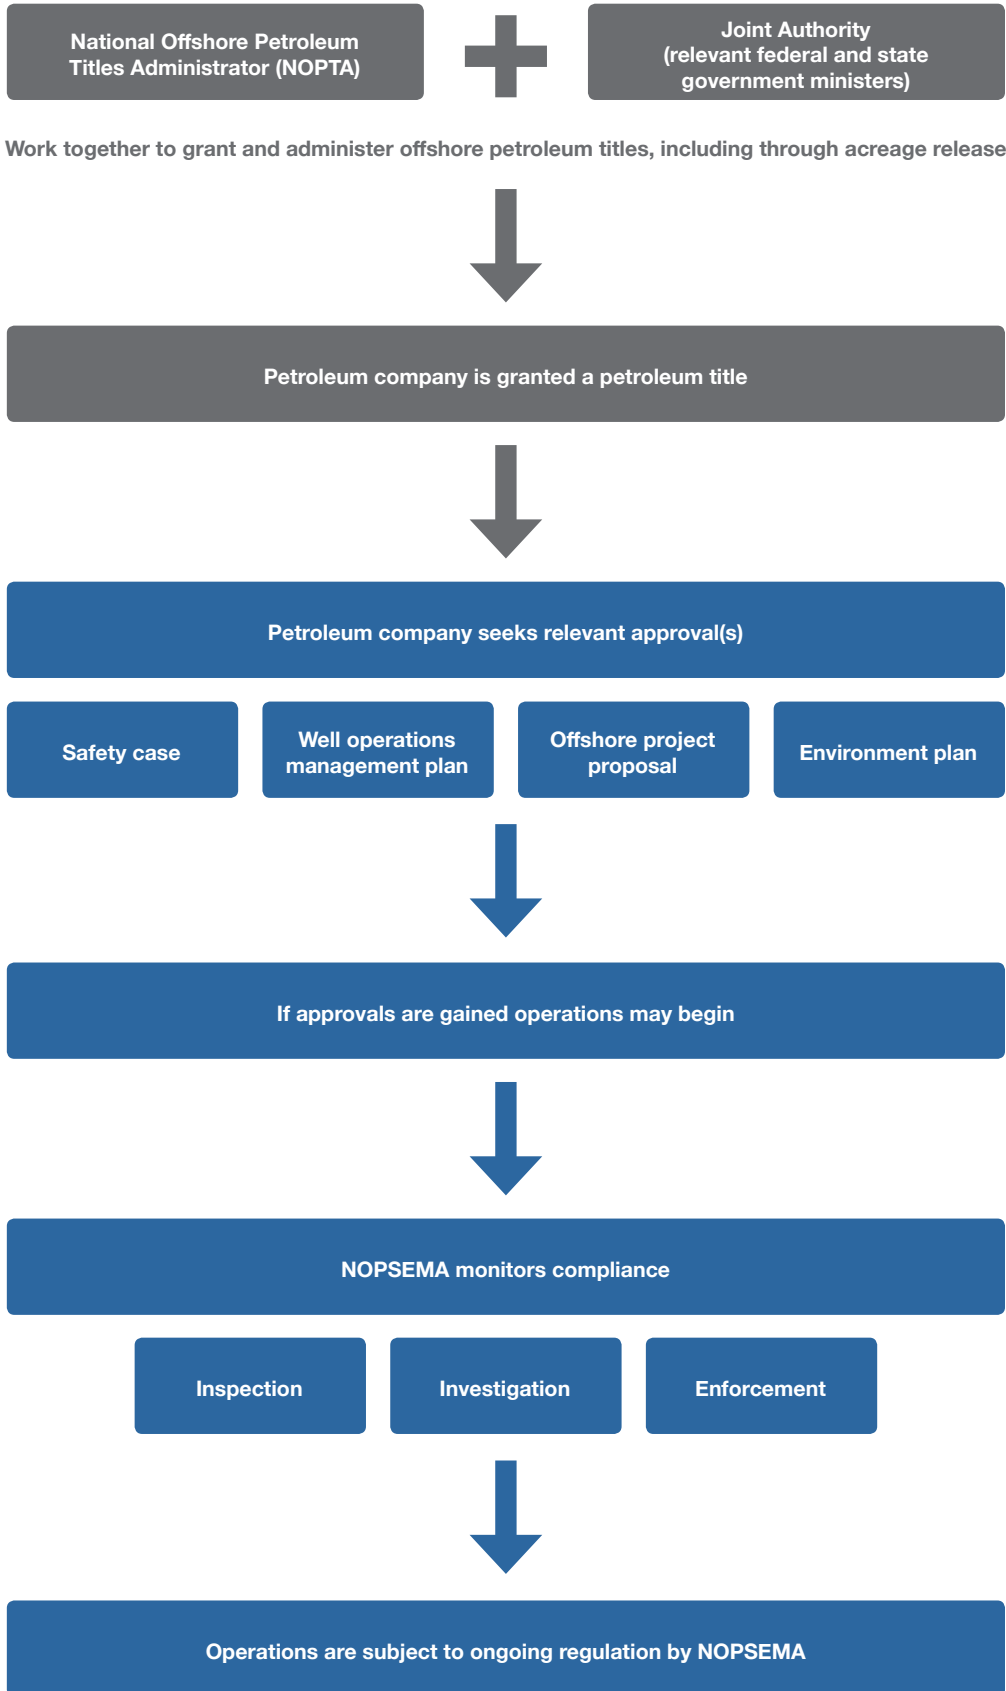 National Offshore Petroleum
Titles Administrator (NOPTA)
Joint Authority
(relevant federal and state
government ministers)
Work together to grant and administer offshore petroleum titles, including through acreage release
Petroleum company is granted a petroleum title
Petroleum company seeks relevant approval(s)
Safety case
Well operations
management plan
Offshore project
proposal
Environment plan
If approvals are gained operations may begin
NOPSEMA monitors compliance
Inspection
Investigation
Enforcement
Operations are subject to ongoing regulation by NOPSEMA